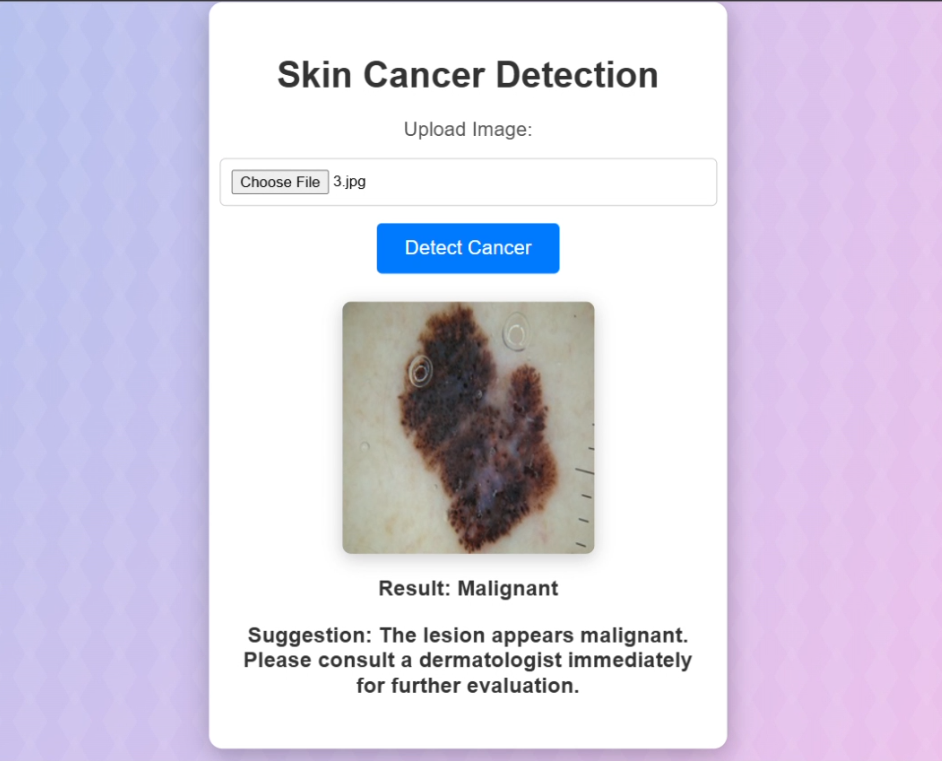 Skin Cancer Detection
Upload Image:
Choose File 3.jpg
Detect Cancer
Result: Malignant
Suggestion: The lesion appears malignant.
Please consult a dermatologist immediately
for further evaluation.